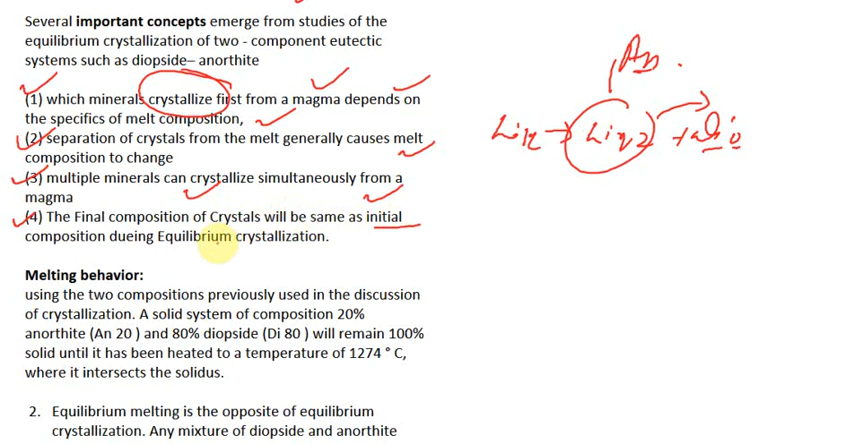 Several important concepts emerge from studies of the
equilibrium crystallization of two - component eutectic
systems such as diopside– anorthite
(1) which minerals crystallize first from a magma depends on
the specifics of melt composition,
(2) separation of crystals from the melt generally causes melt
composition to change
(3) multiple minerals can crystallize simultaneously from a
magma
(4) The Final composition of Crystals will be same as initial
composition dueing Equilibrium crystallization.
Melting behavior:
using the two compositions previously used in the discussion
of crystallization. A solid system of composition 20%
anorthite (An 20 ) and 80% diopside (Di 80 ) will remain 100%
solid until it has been heated to a temperature of 1274 ° C,
where it intersects the solidus.
2. Equilibrium melting is the opposite of equilibrium
crystallization. Any mixture of diopside and anorthite
An.
Liq → Liq 2